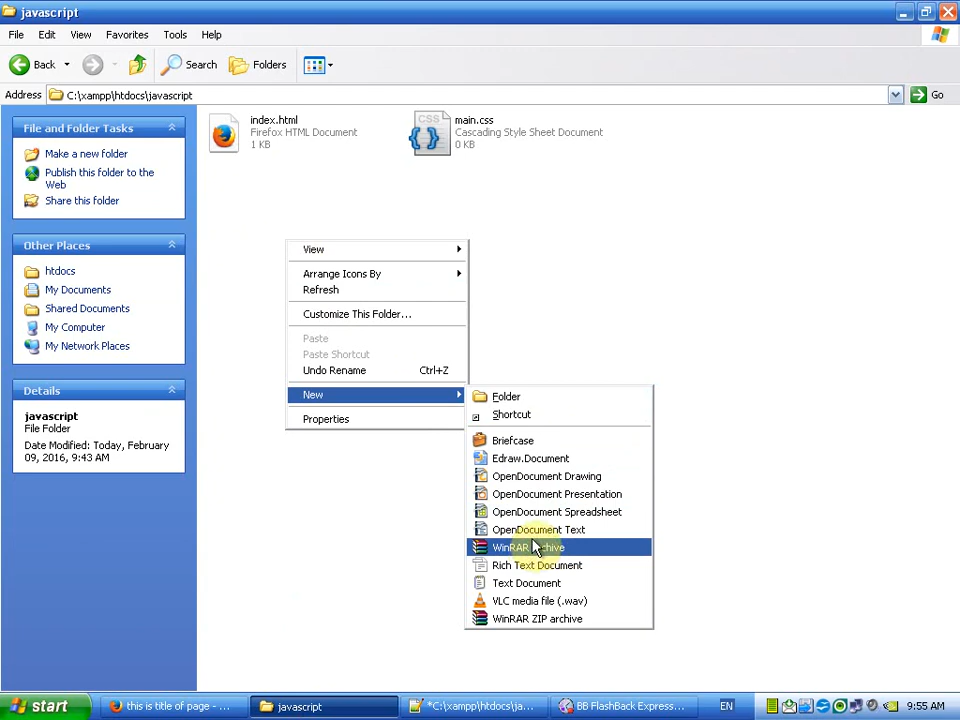 javascript
File Edit View Favorites Tools Help
Back Search Folders
Address C:\xampp\htdocs\javascript Go
File and Folder Tasks
Make a new folder
Publish this folder to the
Web
Share this folder
Other Places
htdocs
My Documents
Shared Documents
My Computer
My Network Places
Details
javascript
File Folder
Date Modified: Today, February
09, 2016, 9:43 AM
index.html
Firefox HTML Document
1 KB
CSS
main.css
Cascading Style Sheet Document
0 KB
View
Arrange Icons By
Refresh
Customize This Folder...
Paste
Paste Shortcut
Undo Rename Ctrl+Z
New
Properties
Folder
Shortcut
Briefcase
Edraw.Document
OpenDocument Drawing
OpenDocument Presentation
OpenDocument Spreadsheet
OpenDocument Text
WinRAR archive
Rich Text Document
Text Document
VLC media file (.wav)
WinRAR ZIP archive
start this is title of page - ... javascript *C:\xampp\htdocs\ja... BB FlashBack Express... EN 9:55 AM